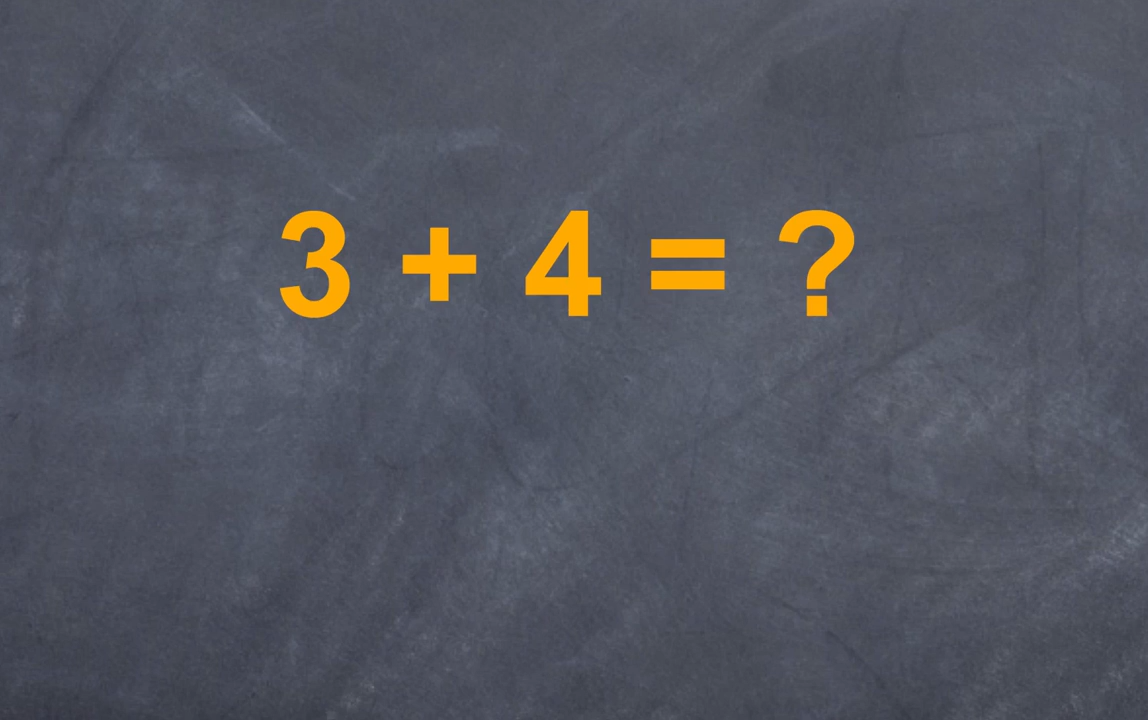 3 + 4 = ?